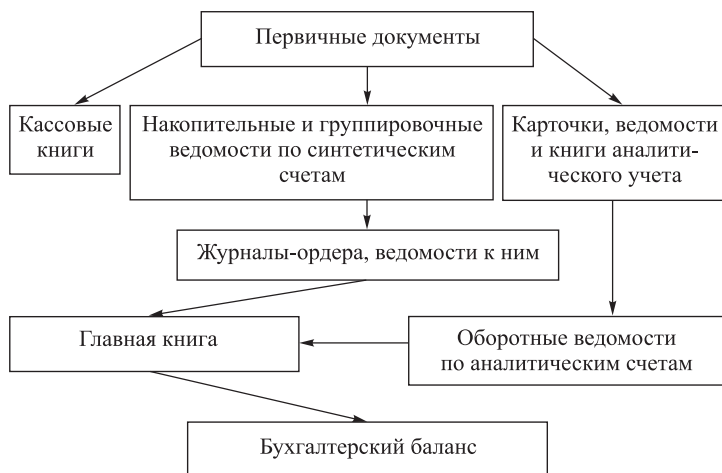 Первичные документы
Кассовые
книги
Накопительные и группировочные
ведомости по синтетическим
счетам
Карточки, ведомости
и книги аналити-
ческого учета
Журналы-ордера, ведомости к ним
Главная книга
Оборотные ведомости
по аналитическим счетам
Бухгалтерский баланс